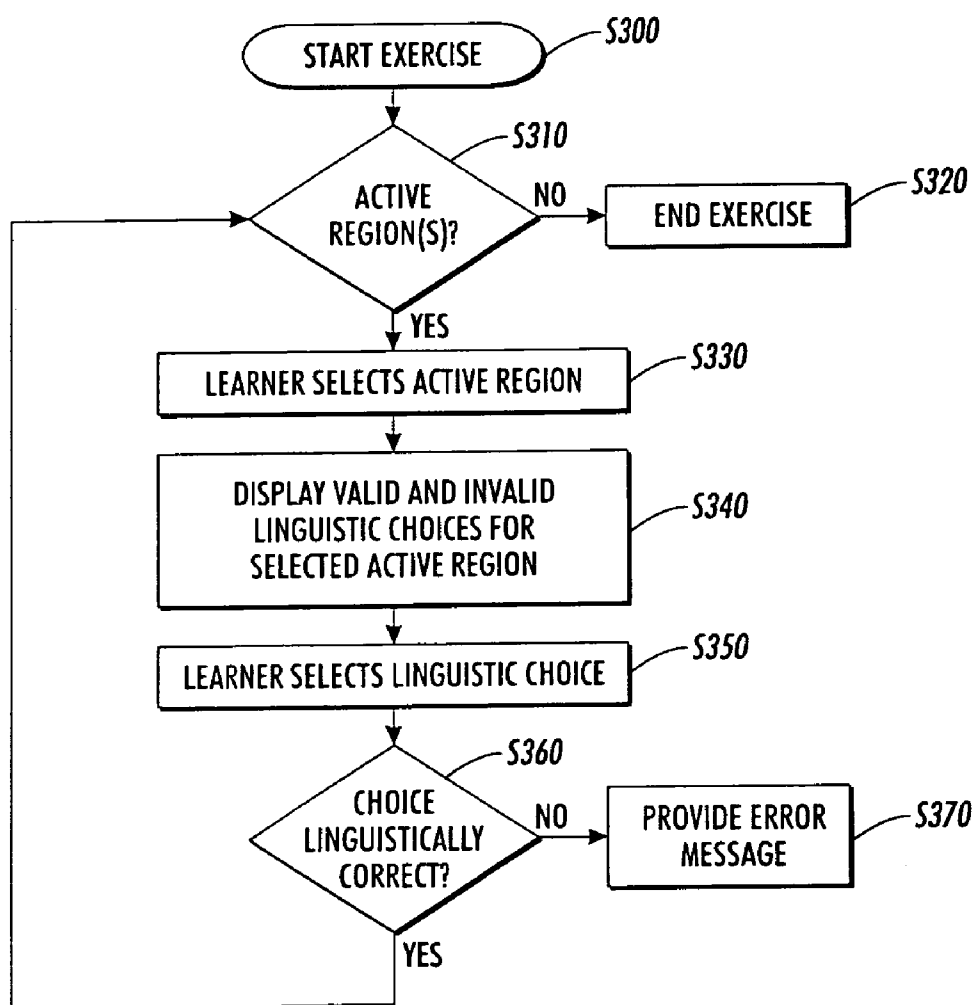 START EXERCISE
S300
S310
ACTIVE
REGION(S)?
NO
END EXERCISE
S320
YES
LEARNER SELECTS ACTIVE REGION
S330
DISPLAY VALID AND INVALID
LINGUISTIC CHOICES FOR
SELECTED ACTIVE REGION
S340
LEARNER SELECTS LINGUISTIC CHOICE
S350
S360
CHOICE
LINGUISTICALLY
CORRECT?
NO
PROVIDE ERROR
MESSAGE
S370
YES